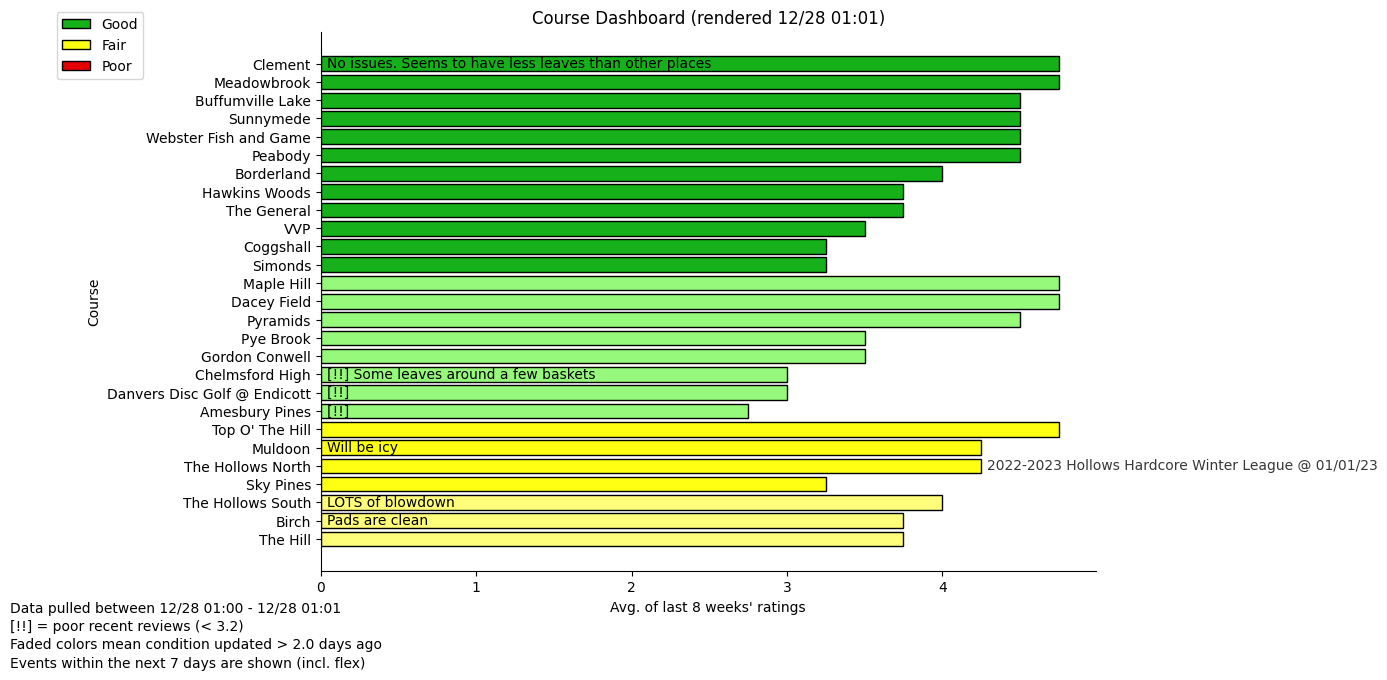 Course Dashboard (rendered 12/28 01:01)
Good
Fair
Poor
Course
Clement No issues. Seems to have less leaves than other places
Meadowbrook
Buffumville Lake
Sunnymede
Webster Fish and Game
Peabody
Borderland
Hawkins Woods
The General
VVP
Coggshall
Simonds
Maple Hill
Dacey Field
Pyramids
Pye Brook
Gordon Conwell
Chelmsford High [!!] Some leaves around a few baskets
Danvers Disc Golf @ Endicott [!!]
Amesbury Pines [!!]
Top O' The Hill
Muldoon Will be icy
The Hollows North 2022-2023 Hollows Hardcore Winter League @ 01/01/23
Sky Pines
The Hollows South LOTS of blowdown
Birch Pads are clean
The Hill
0 1 2 3 4
Avg. of last 8 weeks' ratings
Data pulled between 12/28 01:00 - 12/28 01:01
[!!] = poor recent reviews (< 3.2)
Faded colors mean condition updated > 2.0 days ago
Events within the next 7 days are shown (incl. flex)